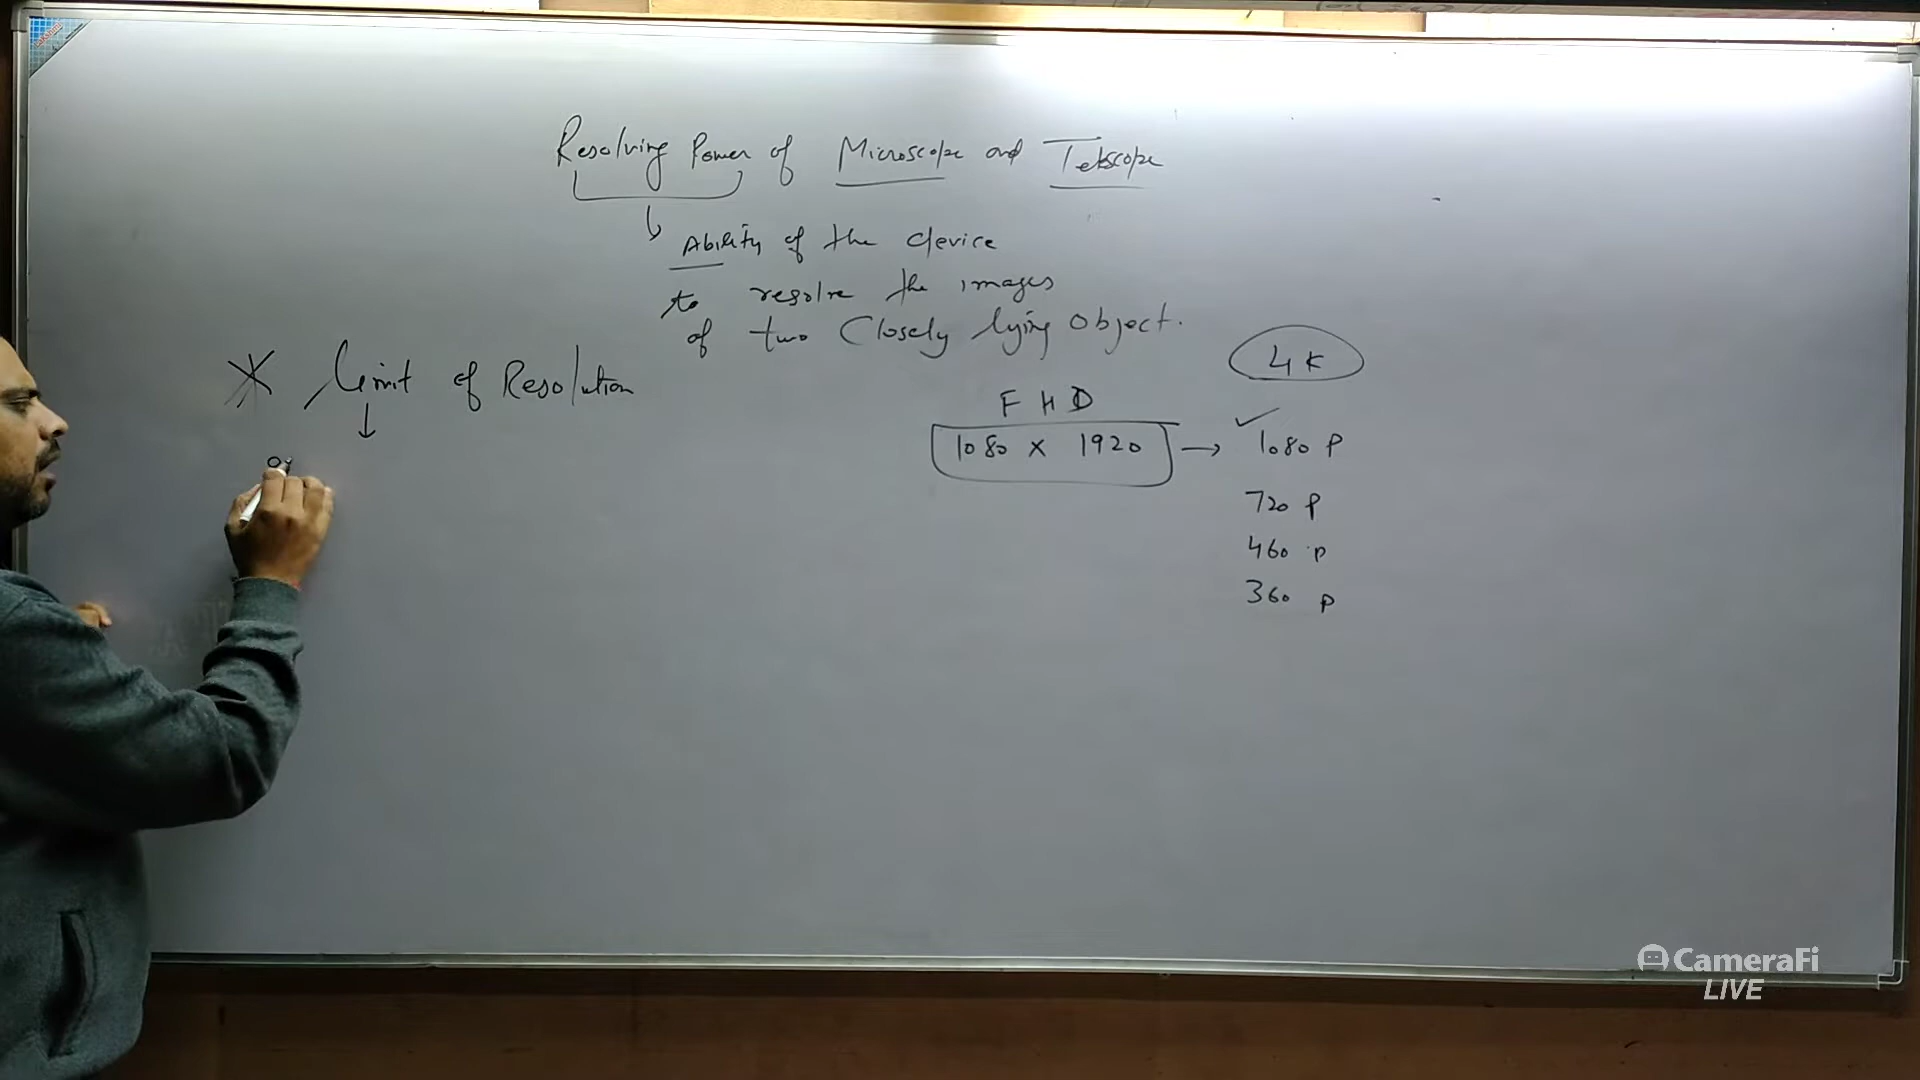 Resolving Power of Microscope and Telescope
Ability of the device
to resolve the images
of two Closely lying object.
Limit of Resolution
4K
FHD
1080 x 1920 → 1080 P
720 P
460 P
360 P
CameraFi
LIVE